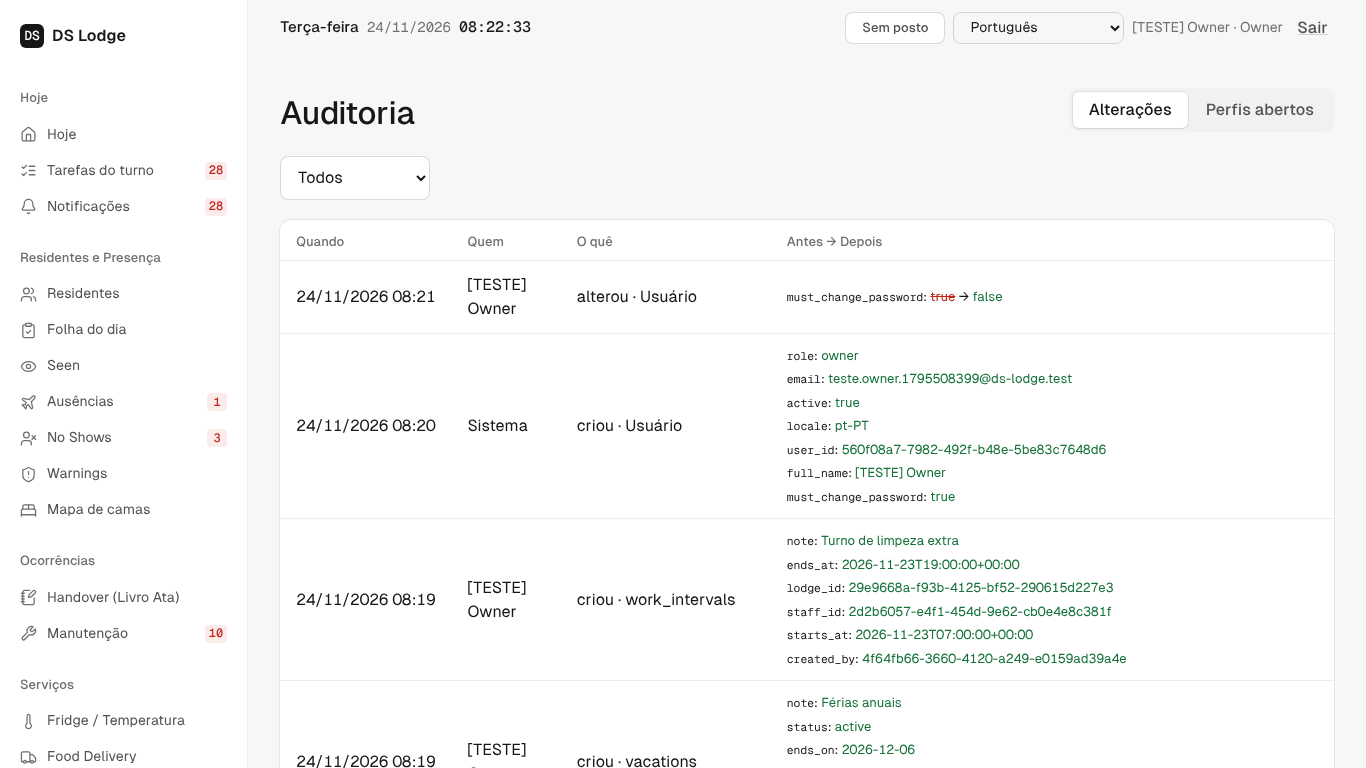 DS DS Lodge
Terça-feira 24/11/2026 08:22:33
Sem posto
Português
[TESTE] Owner · Owner
Sair
Hoje
Hoje
Tarefas do turno 28
Notificações 28
Residentes e Presença
Residentes
Folha do dia
Seen
Ausências 1
No Shows 3
Warnings
Mapa de camas
Ocorrências
Handover (Livro Ata)
Manutenção 10
Serviços
Fridge / Temperatura
Food Delivery
Auditoria
Alterações
Perfis abertos
Todos
Quando Quem O quê Antes → Depois
24/11/2026 08:21
[TESTE]
Owner
alterou · Usuário
must_change_password: true → false
24/11/2026 08:20
Sistema
criou · Usuário
role: owner
email: teste.owner.1795508399@ds-lodge.test
active: true
locale: pt-PT
user_id: 560f08a7-7982-492f-b48e-5be83c7648d6
full_name: [TESTE] Owner
must_change_password: true
24/11/2026 08:19
[TESTE]
Owner
criou · work_intervals
note: Turno de limpeza extra
ends_at: 2026-11-23T19:00:00+00:00
lodge_id: 29e9668a-f93b-4125-bf52-290615d227e3
staff_id: 2d2b6057-e4f1-454d-9e62-cb0e4e8c381f
starts_at: 2026-11-23T07:00:00+00:00
created_by: 4f64fb66-3660-4120-a249-e0159ad39a4e
24/11/2026 08:19
[TESTE]
criou · vacations
note: Férias anuais
status: active
ends_on: 2026-12-06